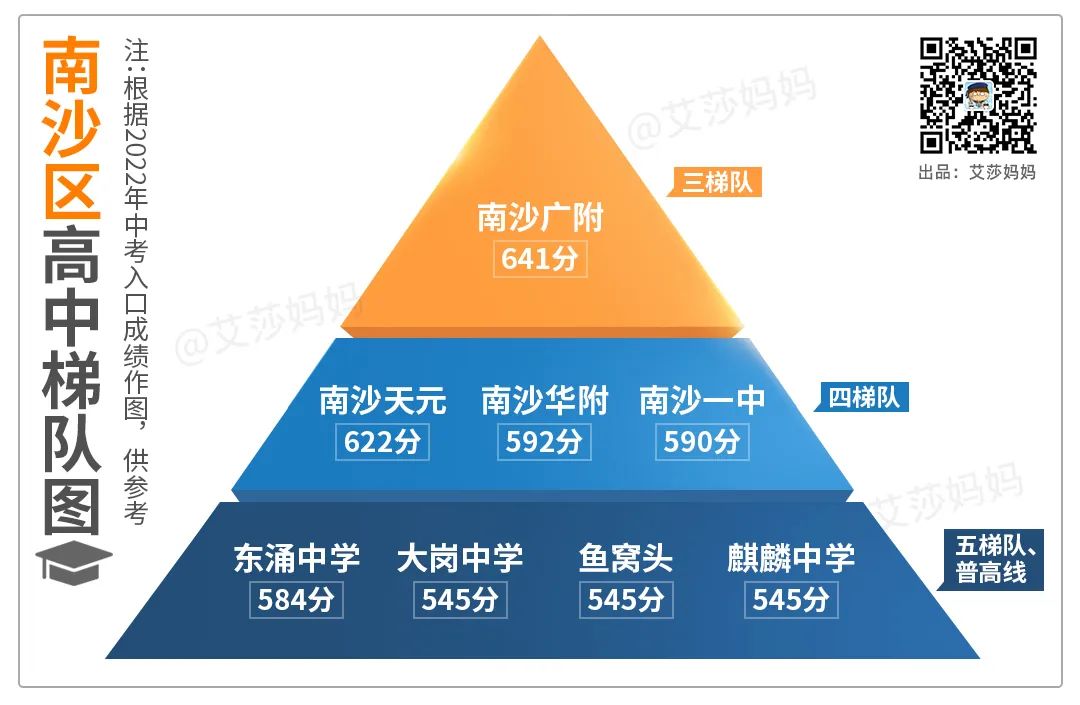 南沙区高中梯队图
注：根据2022年中考入口成绩作图，供参考
出品：艾莎妈妈
@艾莎妈妈
三梯队
南沙广附
641分
@艾莎妈妈
四梯队
南沙天元 南沙华附 南沙一中
622分 592分 590分
艾莎妈妈
五梯队、
普高线
东涌中学 大岗中学 鱼窝头 麒麟中学
584分 545分 545分 545分